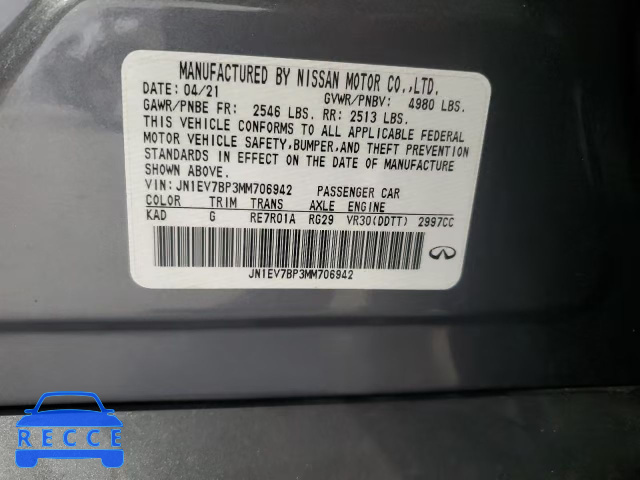 MANUFACTURED BY NISSAN MOTOR CO.,LTD.
DATE: 04/21 GVWR/PNBV: 4980 LBS.
GAWR/PNBE FR: 2546 LBS. RR: 2513 LBS.
THIS VEHICLE CONFORMS TO ALL APPLICABLE FEDERAL
MOTOR VEHICLE SAFETY,BUMPER,AND THEFT PREVENTION
STANDARDS IN EFFECT ON THE DATE OF MANUFACTURE
SHOWN ABOVE.
VIN:JN1EV7BP3MM706942 PASSENGER CAR
COLOR TRIM TRANS AXLE ENGINE
KAD G RE7R01A RG29 VR30(DDTT) 2997CC
JN1EV7BP3MM706942
RECCE